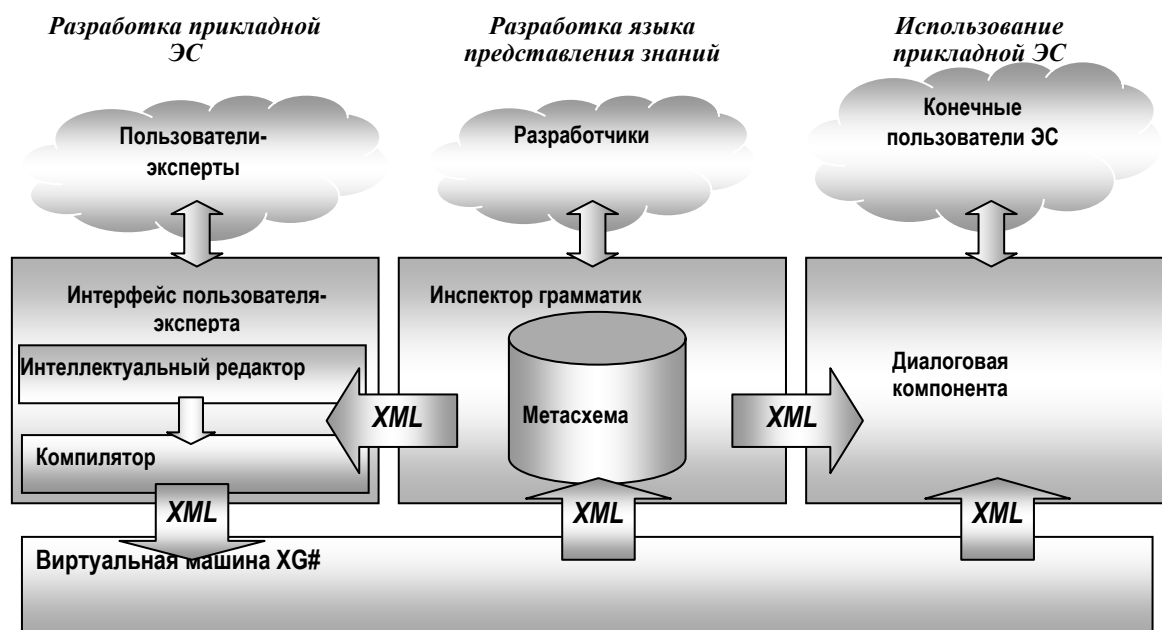 Разработка прикладной
ЭС
Разработка языка
представления знаний
Использование
прикладной ЭС
Пользователи-
эксперты
Разработчики
Конечные
пользователи ЭС
Интерфейс пользователя-
эксперта
Интеллектуальный редактор
Компилятор
XML
Инспектор грамматик
Метасхема
XML
XML
Диалоговая
компонента
XML
XML
Виртуальная машина XG#